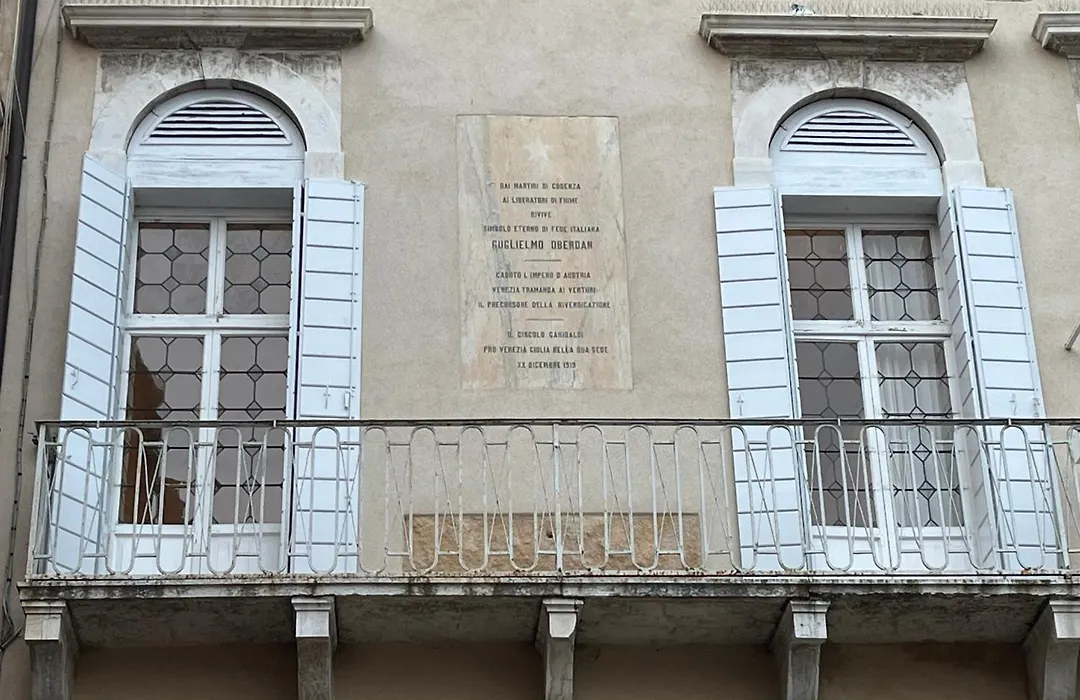 DAI MARTIRI DI COSENZA
AI LIBERATORI DI FIUME
RIVIVE
SIMBOLO ETERNO DI FEDE ITALIANA
GUGLIELMO OBERDAN
CADUTO L'IMPERO D'AUSTRIA
VENEZIA TRAMANDA AI VENTURI
IL PRECURSORE DELLA RIVENDICAZIONE
IL CIRCOLO GARIBALDI
PRO VENEZIA GIULIA NELLA SUA SEDE
XX DICEMBRE 1919